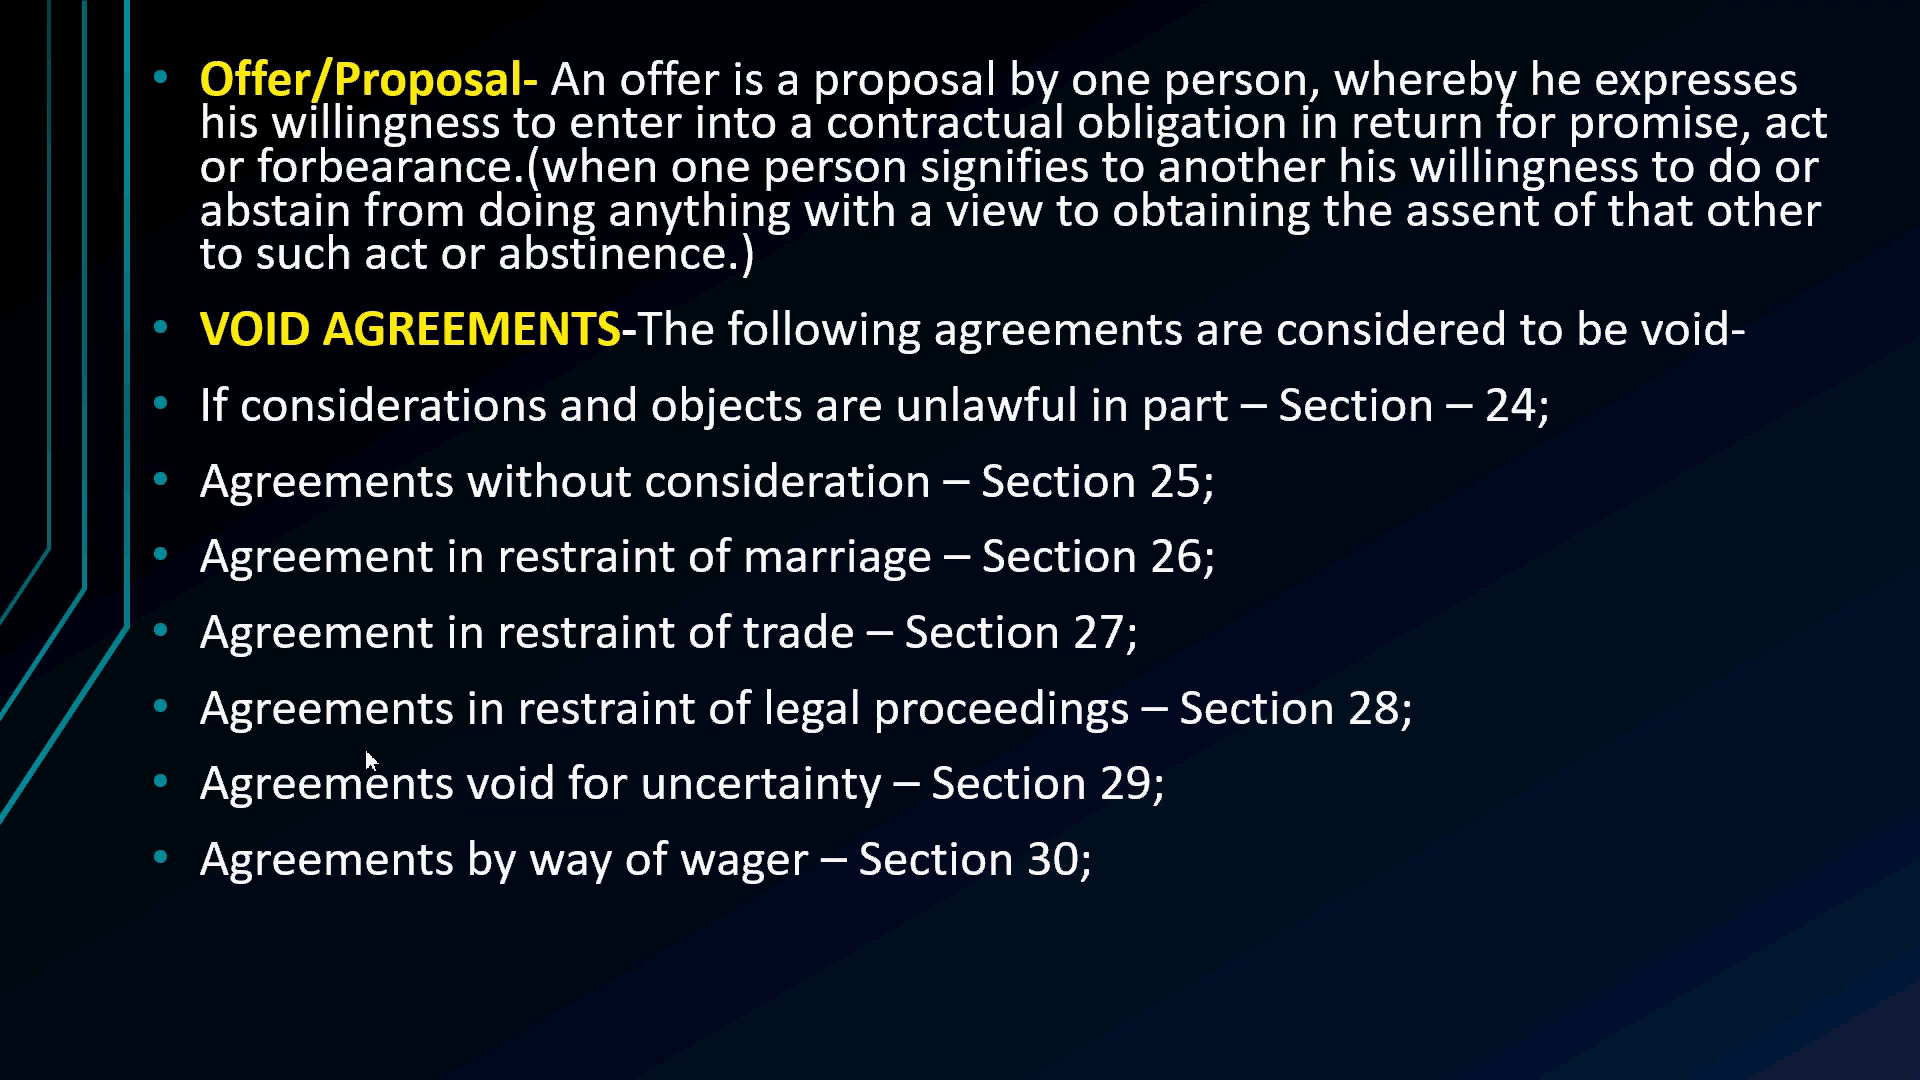 • Offer/Proposal- An offer is a proposal by one person, whereby he expresses
his willingness to enter into a contractual obligation in return for promise, act
or forbearance.(when one person signifies to another his willingness to do or
abstain from doing anything with a view to obtaining the assent of that other
to such act or abstinence.)
• VOID AGREEMENTS-The following agreements are considered to be void-
• If considerations and objects are unlawful in part – Section – 24;
• Agreements without consideration – Section 25;
• Agreement in restraint of marriage – Section 26;
• Agreement in restraint of trade – Section 27;
• Agreements in restraint of legal proceedings – Section 28;
• Agreements void for uncertainty – Section 29;
• Agreements by way of wager – Section 30;